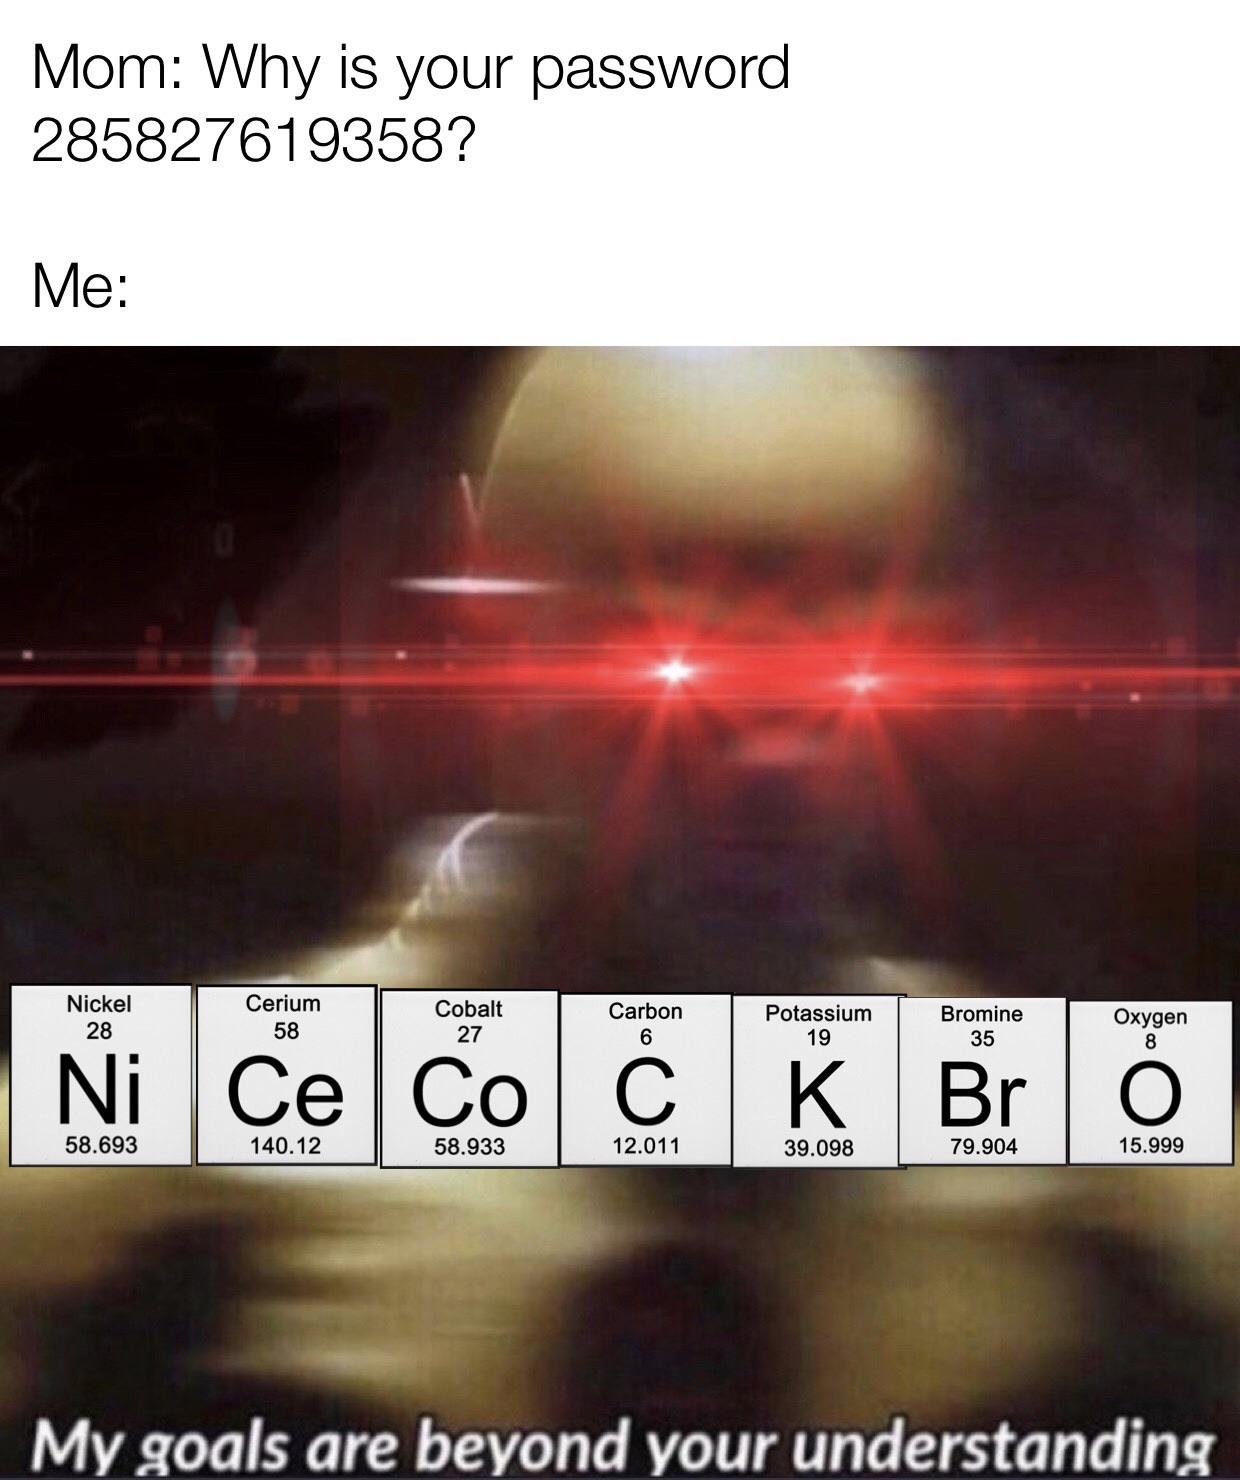 Mom: Why is your password
285827619358?
Me:
Nickel Cerium Cobalt Carbon Potassium Bromine Oxygen
28 58 27 6 19 35 8
Ni Ce Co C K Br O
58.693 140.12 58.933 12.011 39.098 79.904 15.999
My goals are beyond your understanding